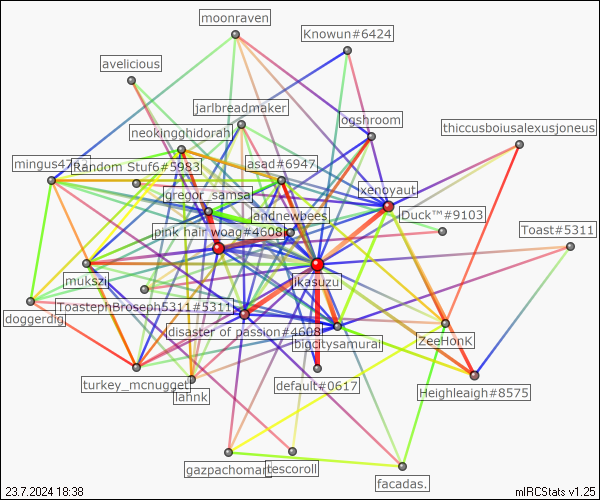 moonraven
Knowun#6424
avelicious
jarlbreadmaker
ogshroom
thiccusboiusalexusjoneus
neokingghidorah
mingus47
Random Stuf6#5983
asad#6947
xenoyaut
gregor_samsa
Duck™#9103
landnewbees
pink hair woag#4608
Toast#5311
mukszi
ikasuzu
doggerdig
ToastephBroseph5311#5311
disaster of passion#4608
bigcitysamurai
ZeeHonK
turkey_mcnugget
lahnk
default#0617
Heighleaigh#8575
gazpachoman
tescoroll
facadas.
23.7.2024 18:38
mIRCStats v1.25